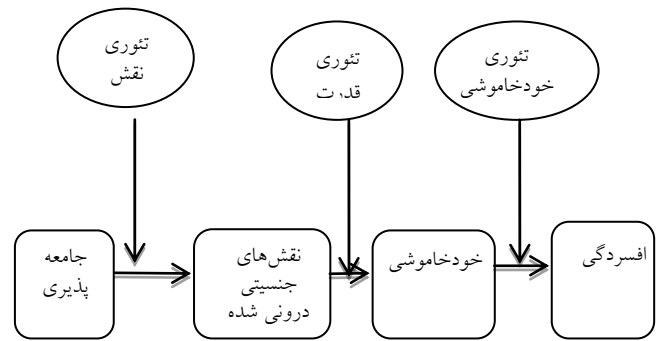 تئوری
نقش
تئوری
قدرت
تئوری
خودخاموشی
جامعه
پذیری
نقش‌های
جنسیتی
درونی شده
خودخاموشی
افسردگی